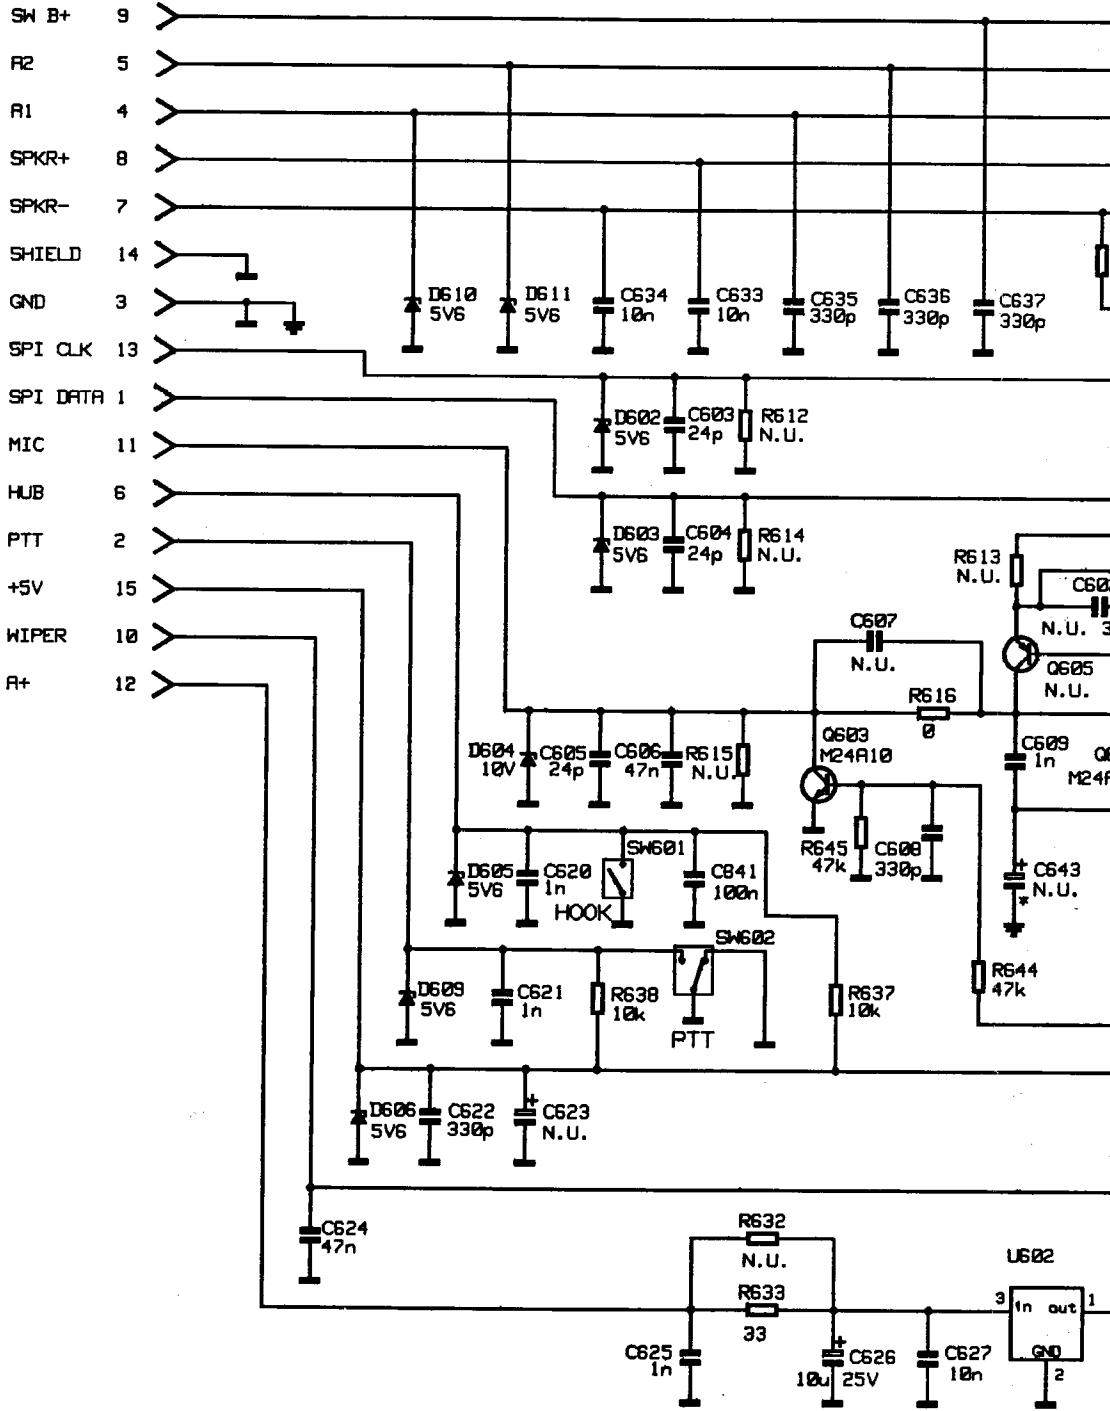 SW B+ 9
A2 5
A1 4
SPKR+ 8
SPKR- 7
SHIELD 14
GND 3
SPI CLK 13
SPI DATA 1
MIC 11
HUB 6
PTT 2
+5V 15
WIPER 10
A+ 12
D610
5V6
D611
5V6
C634
10n
C633
10n
C635
330p
C636
330p
C637
330p
D602
5V6
C603
24p
R612
N.U.
D603
5V6
C604
24p
R614
N.U.
R613
N.U.
N.U.
C607
N.U.
Q605
N.U.
R616
0
D604
10V
C605
24p
C606
47n
R615
N.U.
Q603
M24A10
C609
1n
R645
47k
C608
330p
+
C643
N.U.
*
D605
5V6
C620
1n
SW601
HOOK
C841
100n
SW602
PTT
D609
5V6
C621
1n
R638
10k
R637
10k
R644
47k
D606
5V6
C622
330p
+
C623
N.U.
C624
47n
R632
N.U.
R633
33
U602
3 in out 1
GND
2
C625
1n
+
C626
10u 25V
C627
10n